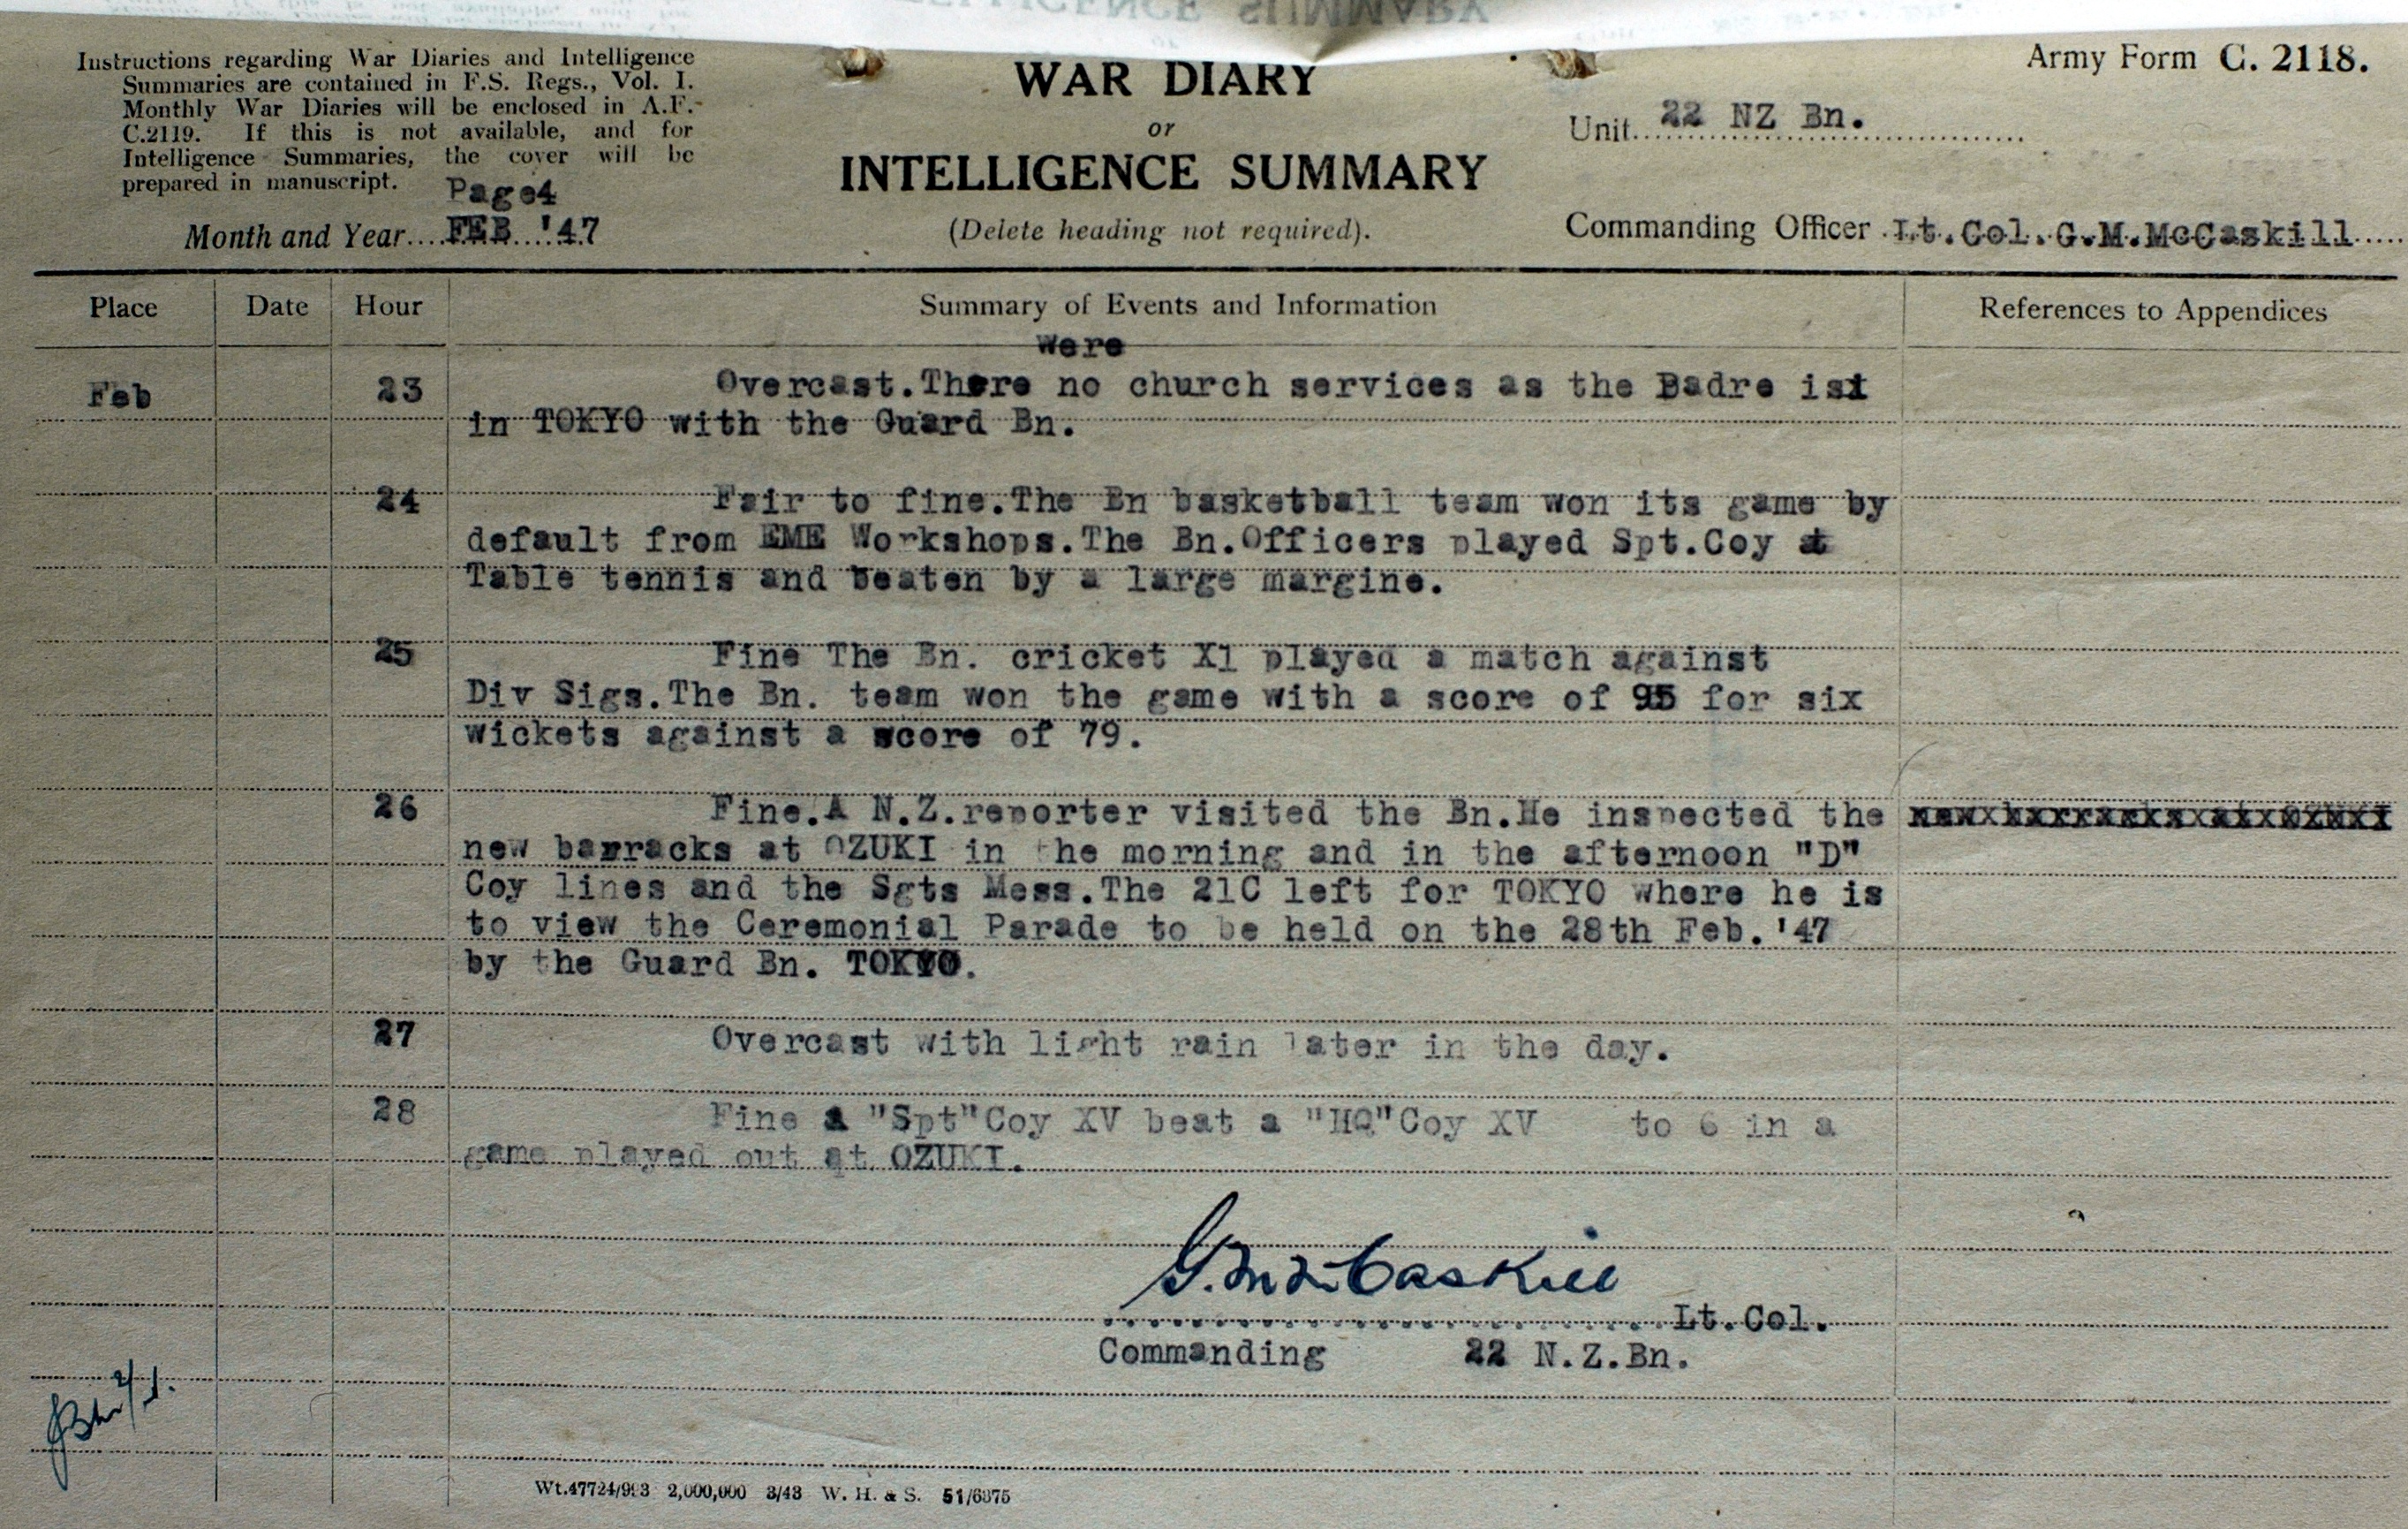 INTELLIGENCE SUMMARY
Instructions regarding War Diaries and Intelligence
Summaries are contained in F.S. Regs., Vol. I.
Monthly War Diaries will be enclosed in A.F.
C.2119. If this is not available, and for
Intelligence Summaries, the cover will be
prepared in manuscript.
Page4
Month and Year....FEB '47
WAR DIARY
or
INTELLIGENCE SUMMARY
(Delete heading not required).
Army Form C. 2118.
Unit 22 NZ Bn.
Commanding Officer Lt.Col.G.M.McCaskill
Place Date Hour Summary of Events and Information References to Appendices
were
Feb 23 Overcast.There no church services as the Padre is
in TOKYO with the Guard Bn.
24 Fair to fine.The Bn basketball team won its game by
default from EME Workshops.The Bn.Officers played Spt.Coy at
Table tennis and beaten by a large margine.
25 Fine The Bn. cricket X1 played a match against
Div Sigs.The Bn. team won the game with a score of 95 for six
wickets against a score of 79.
26 Fine.A N.Z.reporter visited the Bn.He inspected the
new barracks at OZUKI in the morning and in the afternoon "D"
Coy lines and the Sgts Mess.The 21C left for TOKYO where he is
to view the Ceremonial Parade to be held on the 28th Feb.'47
by the Guard Bn. TOKYO.
27 Overcast with light rain later in the day.
28 Fine A "Spt"Coy XV beat a "HQ"Coy XV to 6 in a
game played out at OZUKI.
G.M. McCaskill
Lt.Col.
Commanding 22 N.Z.Bn.
Wt.47724/993 2,000,000 3/43 W. H. & S. 51/6375